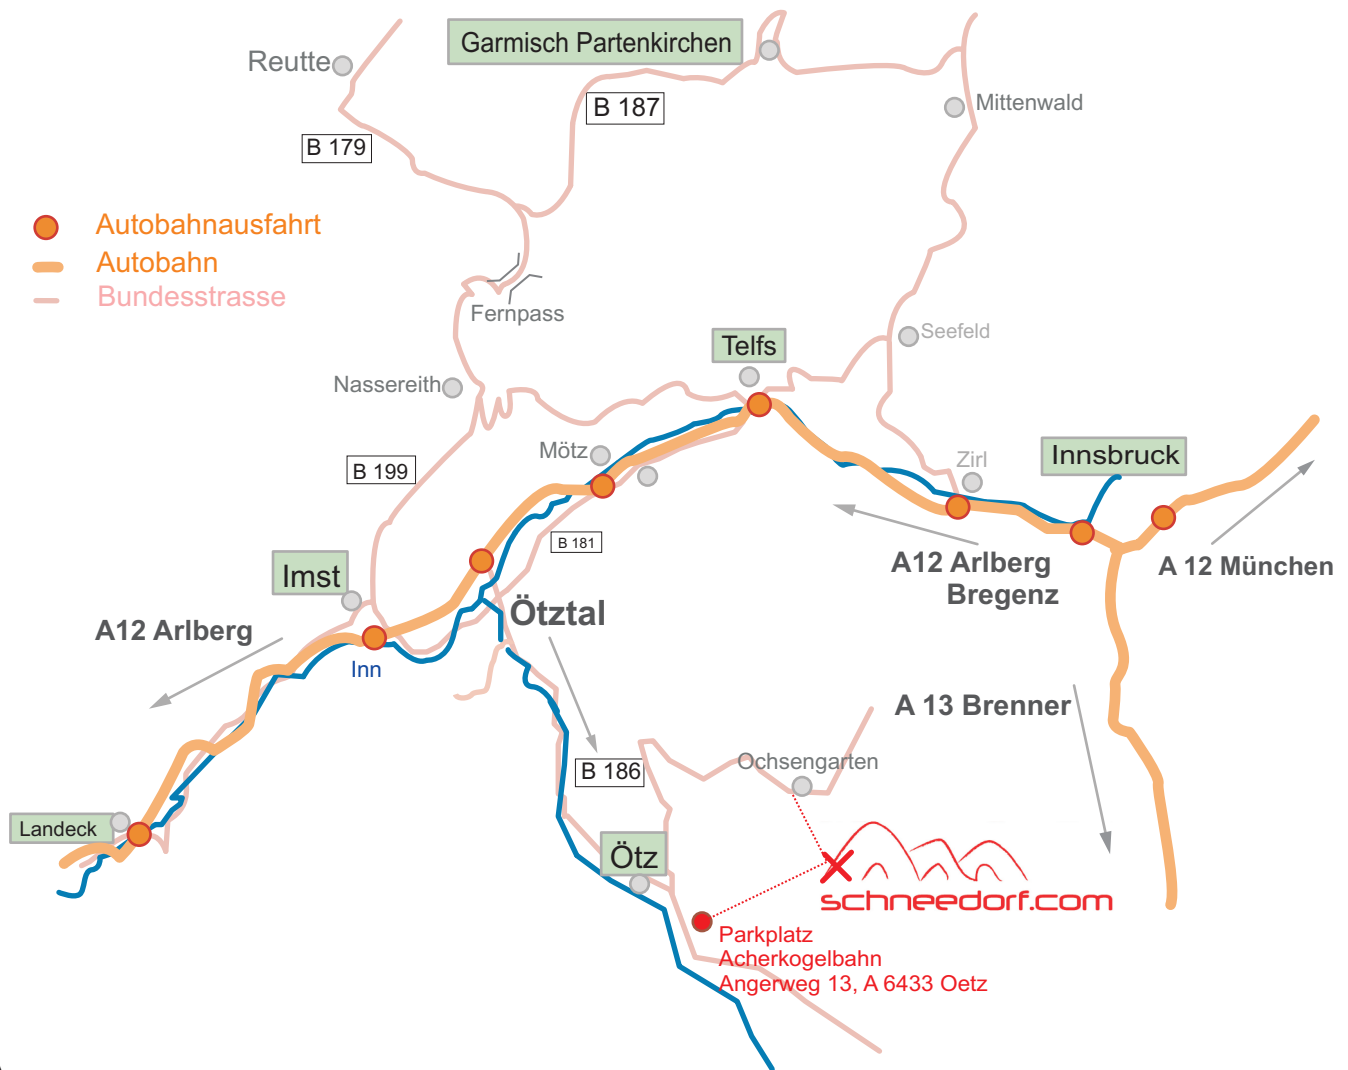 Garmisch Partenkirchen
Reutte
B 187
Mittenwald
B 179
Autobahnausfahrt
Autobahn
Bundesstrasse
Fernpass
Seefeld
Telfs
Nassereith
Mötz
Zirl
Innsbruck
B 199
B 181
A12 Arlberg
Bregenz
A 12 München
Imst
Ötztal
A12 Arlberg
Inn
A 13 Brenner
Ochsengarten
B 186
Landeck
Ötz
schneedorf.com
Parkplatz
Acherkogelbahn
Angerweg 13, A 6433 Oetz